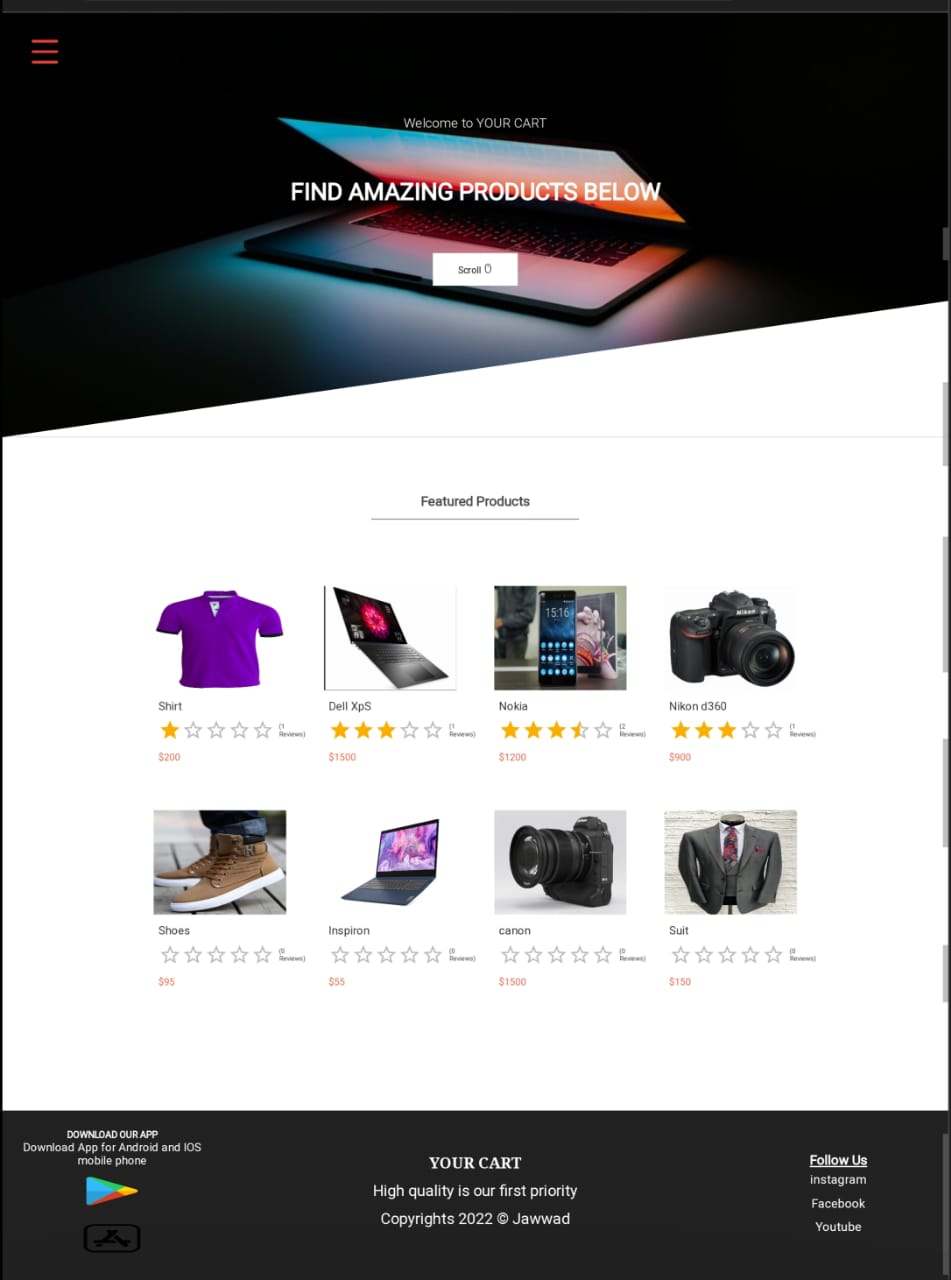 Welcome to YOUR CART
FIND AMAZING PRODUCTS BELOW
Scroll
Featured Products
15:16
Nikon
Shirt
(1
Reviews)
$200
Dell XpS
(1
Reviews)
$1500
Nokia
(2
Reviews)
$1200
Nikon d360
(1
Reviews)
$900
Shoes
(0
Reviews)
$95
Inspiron
(0
Reviews)
$55
canon
(0
Reviews)
$1500
Suit
(0
Reviews)
$150
DOWNLOAD OUR APP
Download App for Android and IOS
mobile phone
YOUR CART
High quality is our first priority
Copyrights 2022 © Jawwad
Follow Us
instagram
Facebook
Youtube